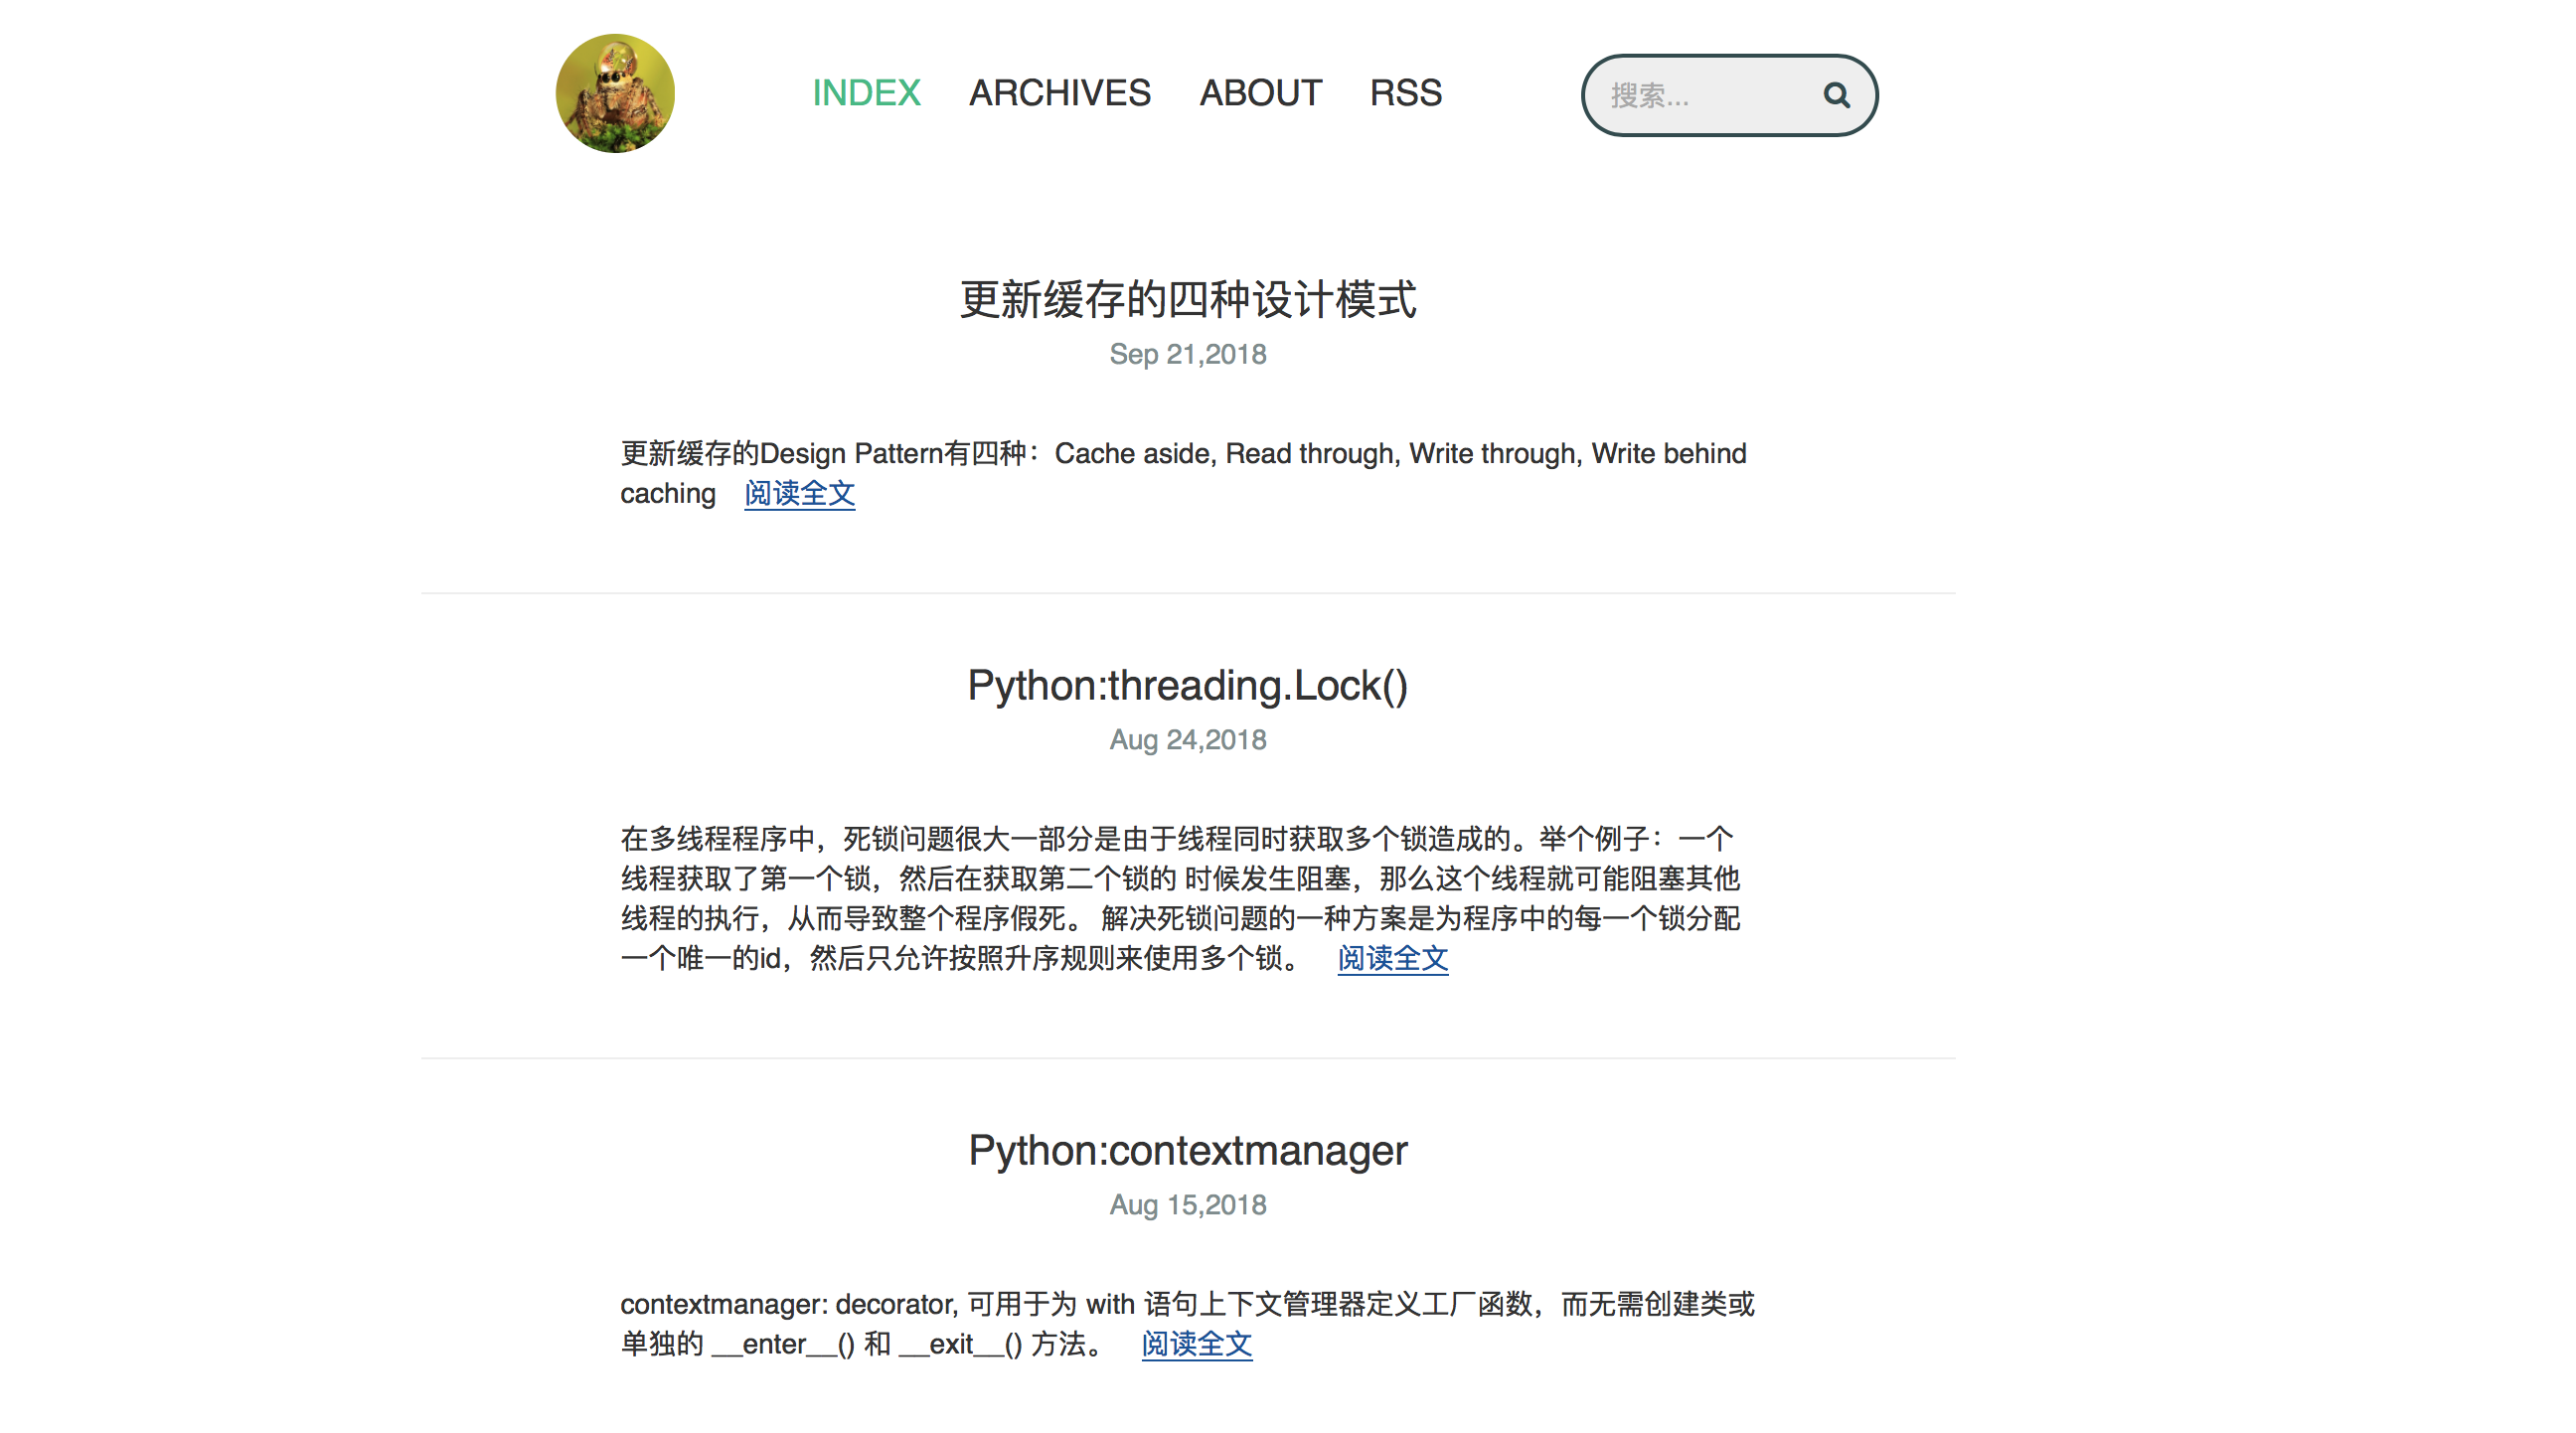 INDEX ARCHIVES ABOUT RSS 搜索...
更新缓存的四种设计模式
Sep 21,2018
更新缓存的Design Pattern有四种：Cache aside, Read through, Write through, Write behind
caching 阅读全文
Python:threading.Lock()
Aug 24,2018
在多线程程序中，死锁问题很大一部分是由于线程同时获取多个锁造成的。举个例子：一个
线程获取了第一个锁，然后在获取第二个锁的 时候发生阻塞，那么这个线程就可能阻塞其他
线程的执行，从而导致整个程序假死。 解决死锁问题的一种方案是为程序中的每一个锁分配
一个唯一的id，然后只允许按照升序规则来使用多个锁。 阅读全文
Python:contextmanager
Aug 15,2018
contextmanager: decorator, 可用于为 with 语句上下文管理器定义工厂函数，而无需创建类或
单独的 __enter__() 和 __exit__() 方法。 阅读全文